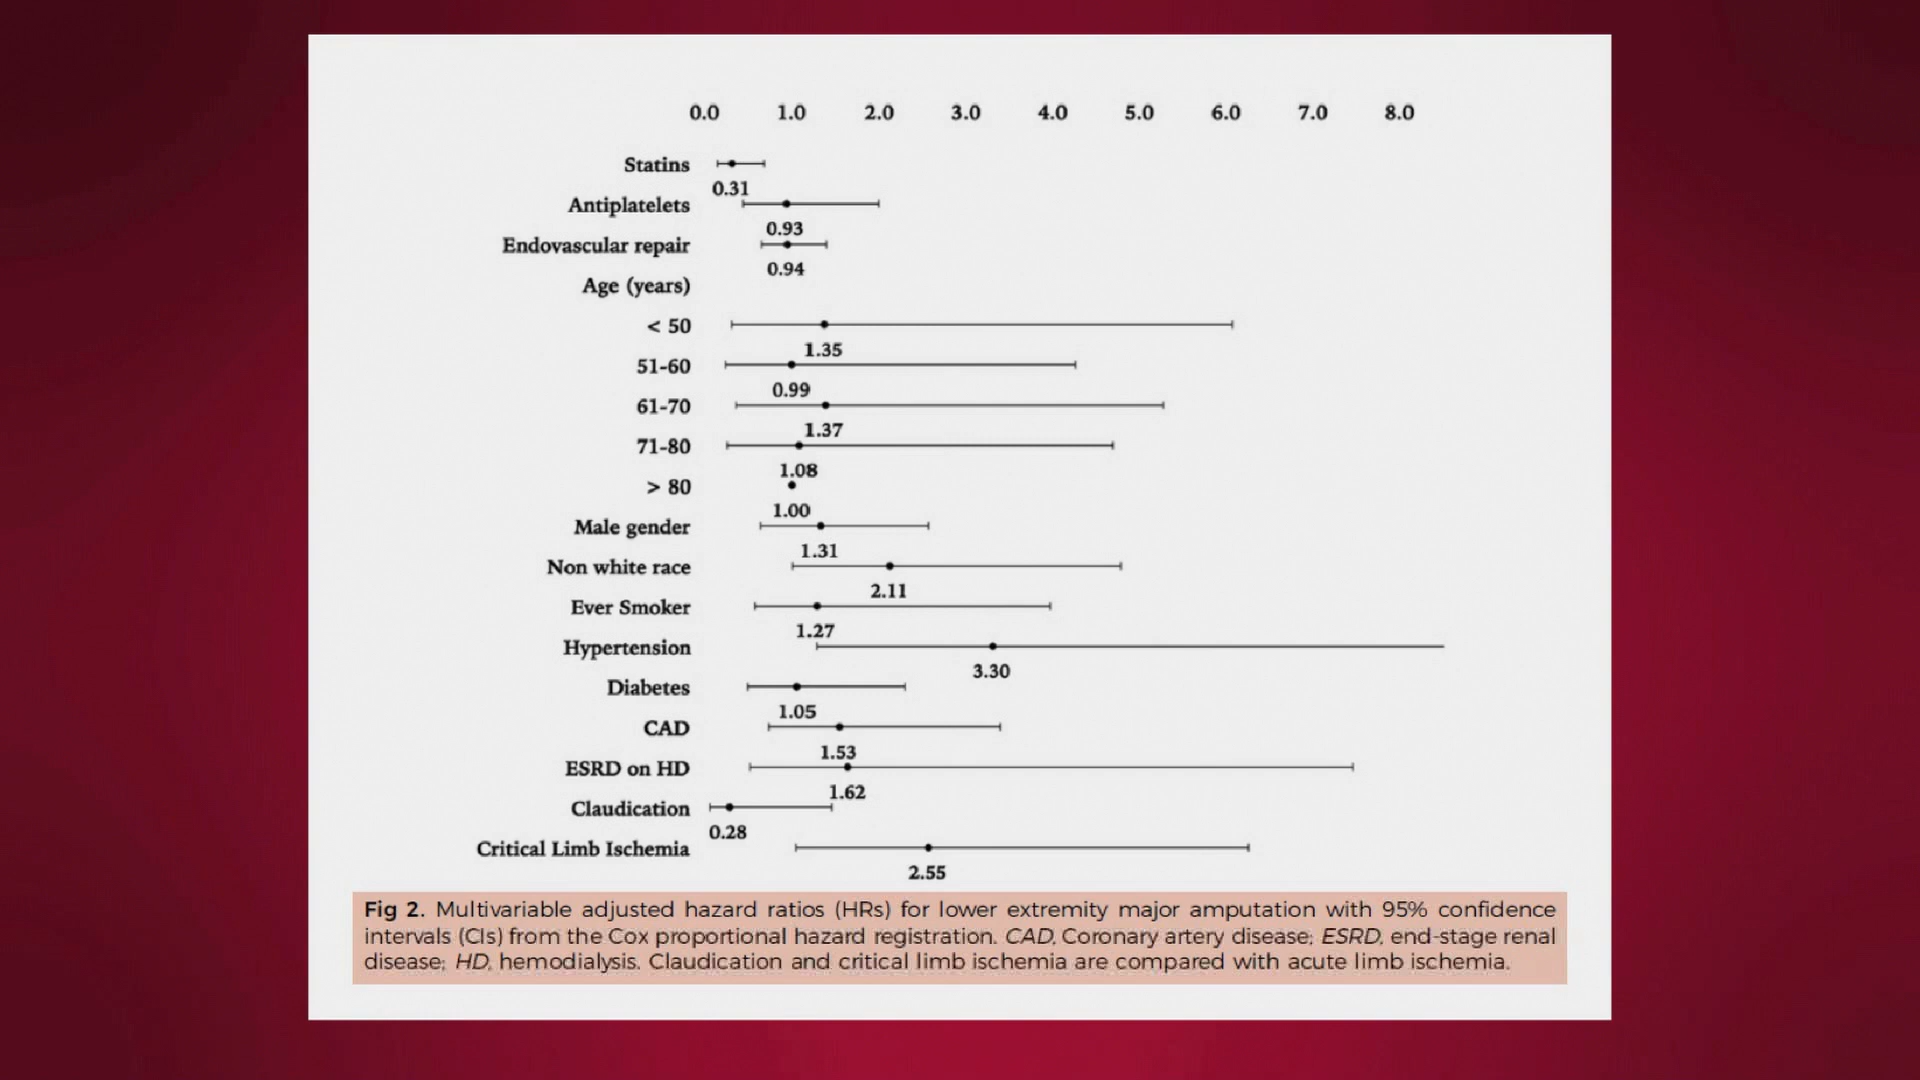 0.0 1.0 2.0 3.0 4.0 5.0 6.0 7.0 8.0
Statins
0.31
Antiplatelets
0.93
Endovascular repair
0.94
Age (years)
< 50
1.35
51-60
0.99
61-70
1.37
71-80
1.08
> 80
1.00
Male gender
1.31
Non white race
2.11
Ever Smoker
1.27
Hypertension
3.30
Diabetes
1.05
CAD
1.53
ESRD on HD
1.62
Claudication
0.28
Critical Limb Ischemia
2.55
Fig 2. Multivariable adjusted hazard ratios (HRs) for lower extremity major amputation with 95% confidence
intervals (CIs) from the Cox proportional hazard registration. CAD, Coronary artery disease; ESRD, end-stage renal
disease; HD, hemodialysis. Claudication and critical limb ischemia are compared with acute limb ischemia.